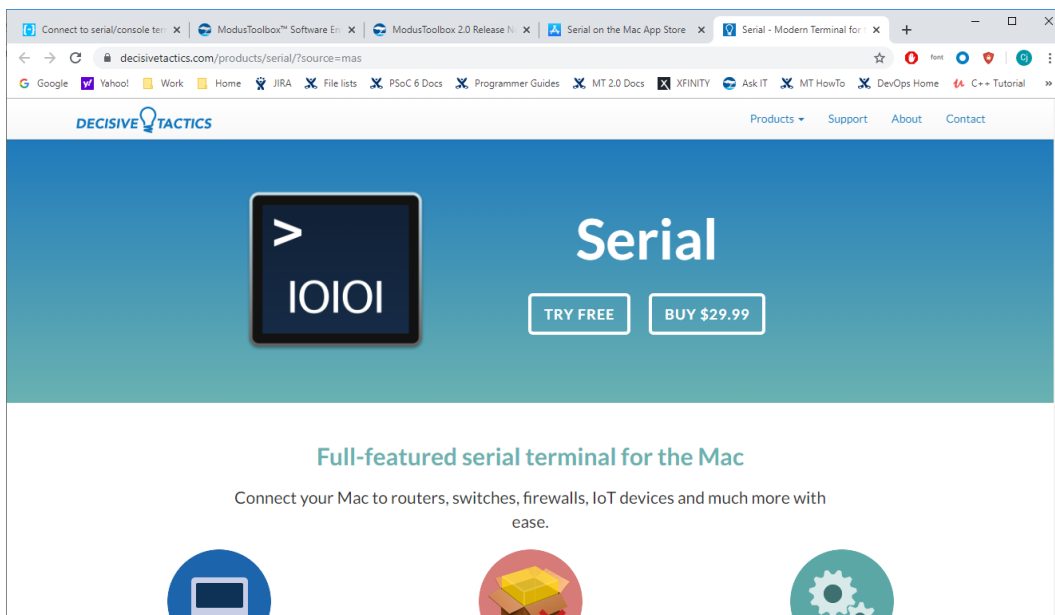 Connect to serial/console ter
ModusToolbox™ Software En
ModusToolbox 2.0 Release N
Serial on the Mac App Store
Serial - Modern Terminal for
decisivetactics.com/products/serial/?source=mas
font
Cj
Google
Yahoo!
Work
Home
JIRA
File lists
PSoC 6 Docs
Programmer Guides
MT 2.0 Docs
XFINITY
Ask IT
MT HowTo
DevOps Home
C++ Tutorial
»
DECISIVE TACTICS
Products
Support
About
Contact
>
IOIOI
Serial
TRY FREE
BUY $29.99
Full-featured serial terminal for the Mac
Connect your Mac to routers, switches, firewalls, IoT devices and much more with
ease.